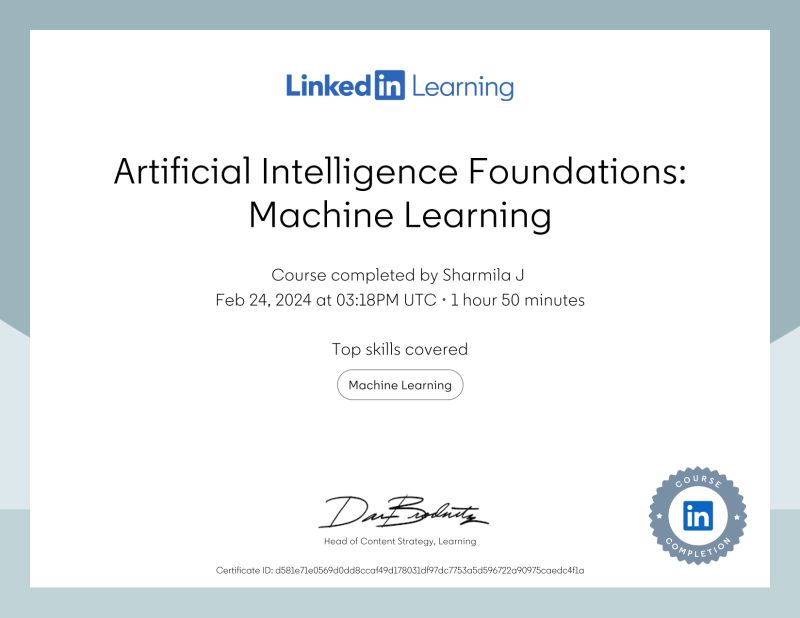 Linkedin Learning
Artificial Intelligence Foundations:
Machine Learning
Course completed by Sharmila J
Feb 24, 2024 at 03:18PM UTC • 1 hour 50 minutes
Top skills covered
Machine Learning
Head of Content Strategy, Learning
COURSE
in
COMPLETION
Certificate ID: d581e71e0569d0dd8ccaf49d178031df97dc7753a5d596722a90975caedc4f1a